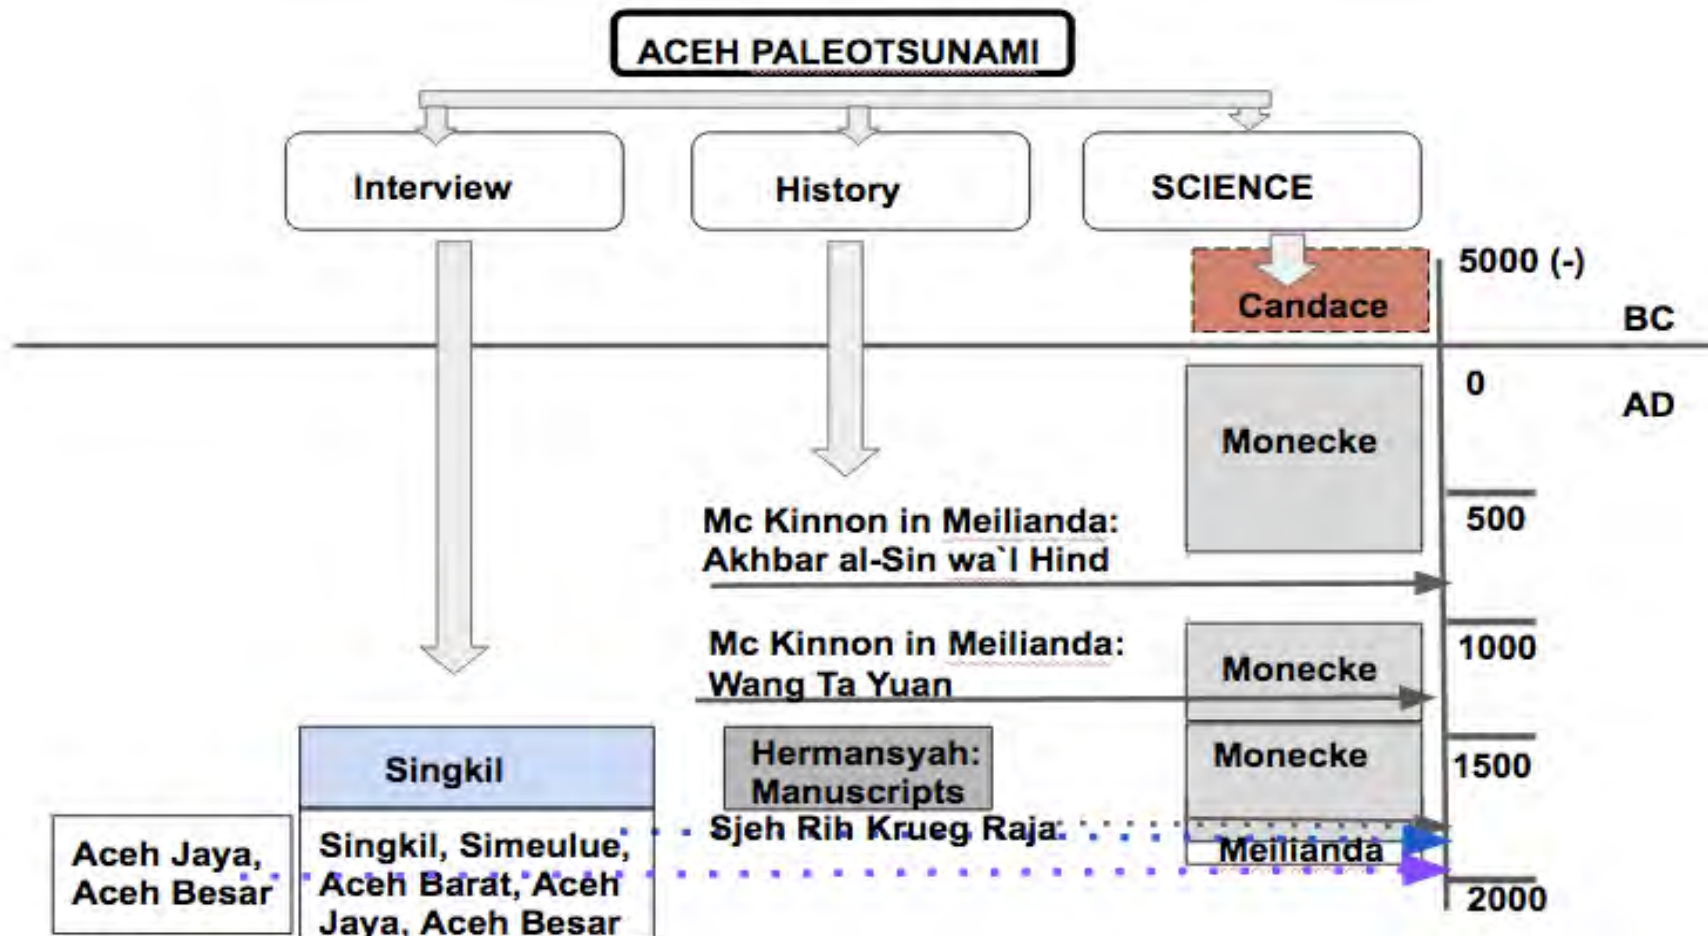 ACEH PALEOTSUNAMI
Interview
History
SCIENCE
Candace
5000 (-)
BC
0
AD
Monecke
500
Mc Kinnon in Meilianda:
Akhbar al-Sin wa`l Hind
Mc Kinnon in Meilianda:
Wang Ta Yuan
1000
Monecke
Singkil
Hermansyah:
Manuscripts
Monecke
1500
Sjeh Rih Krueg Raja
Aceh Jaya,
Aceh Besar
Singkil, Simeulue,
Aceh Barat, Aceh
Jaya, Aceh Besar
Meilianda
2000